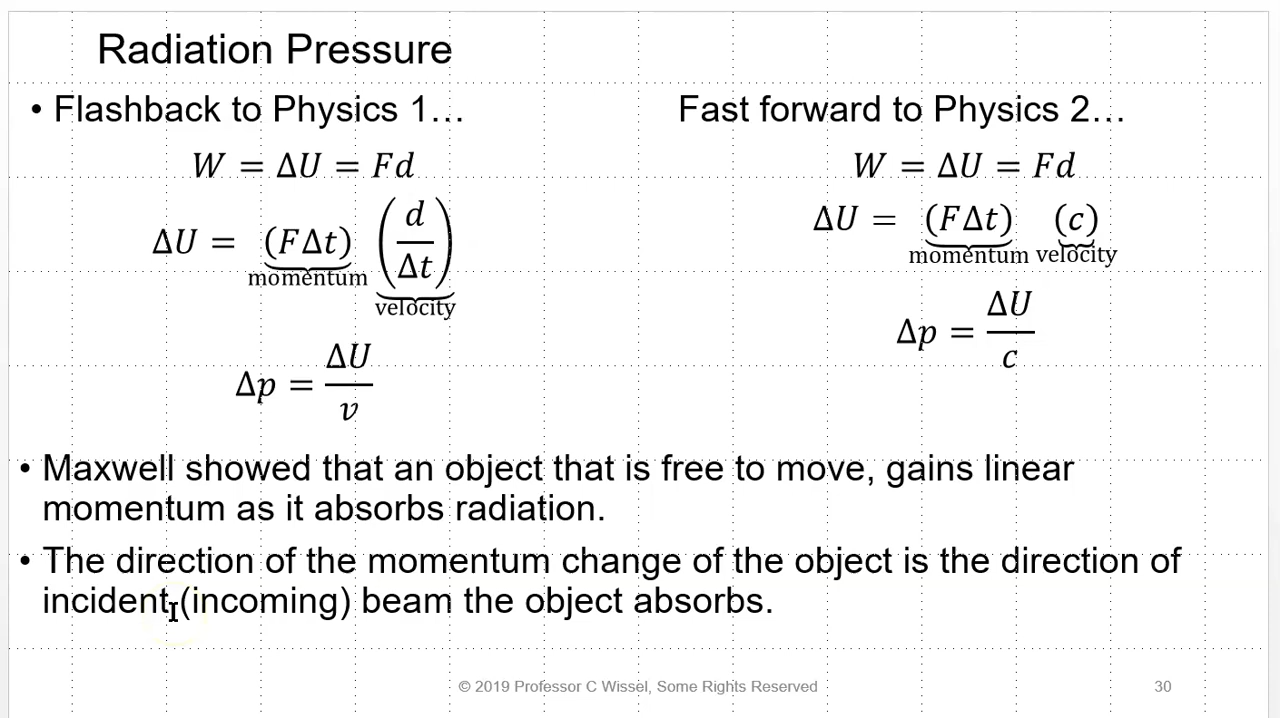 Radiation Pressure
• Flashback to Physics 1…
W = ΔU = Fd
ΔU = (FΔt) (d/Δt)
momentum
velocity
Δp = ΔU/v
Fast forward to Physics 2…
W = ΔU = Fd
ΔU = (FΔt) (c)
momentum velocity
Δp = ΔU/c
• Maxwell showed that an object that is free to move, gains linear
momentum as it absorbs radiation.
• The direction of the momentum change of the object is the direction of
incident (incoming) beam the object absorbs.
© 2019 Professor C Wissel, Some Rights Reserved
30